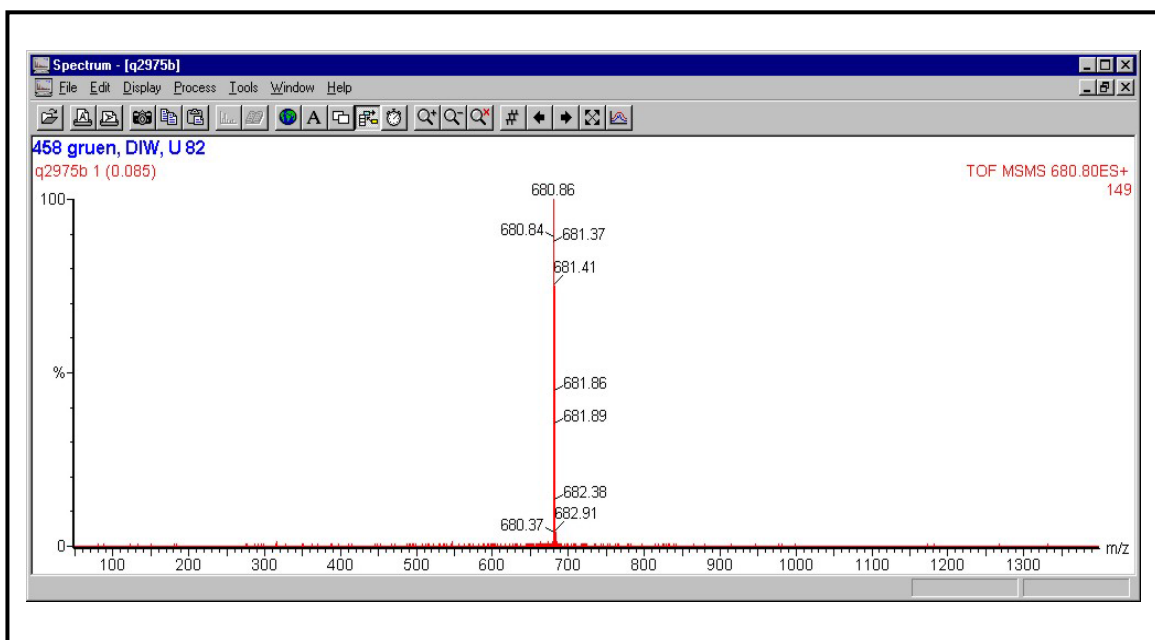 Spectrum - [q2975b]
File Edit Display Process Tools Window Help
A
458 gruen, DIW, U 82
q2975b 1 (0.085)
TOF MSMS 680.80ES+
149
680.86
100
680.84
681.37
681.41
%
681.86
681.89
682.38
680.37
682.91
0
m/z
100 200 300 400 500 600 700 800 900 1000 1100 1200 1300